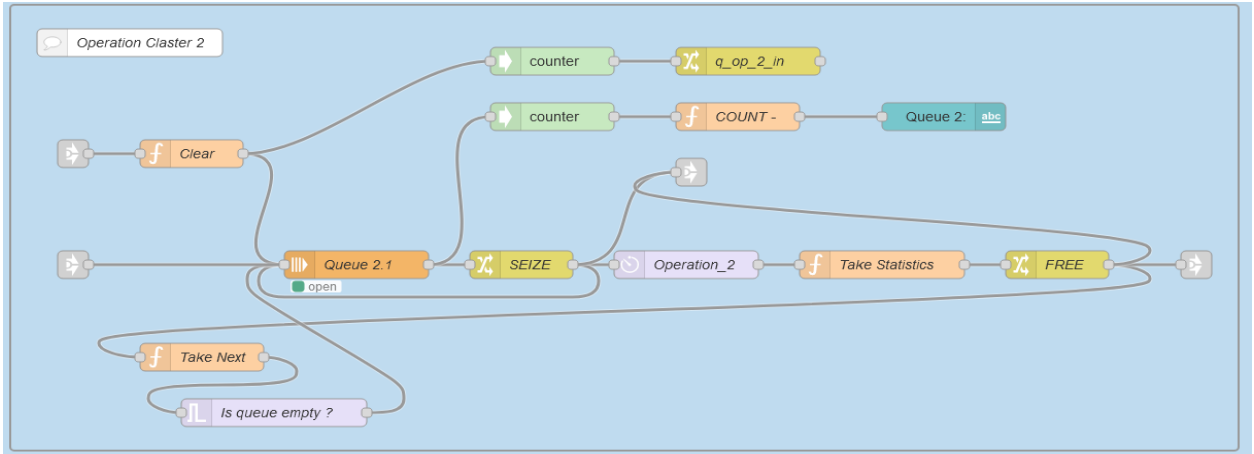 Operation Claster 2
counter
q_op_2_in
counter
COUNT -
Queue 2:
abc
Clear
Queue 2.1
SEIZE
Operation_2
Take Statistics
FREE
open
Take Next
Is queue empty ?